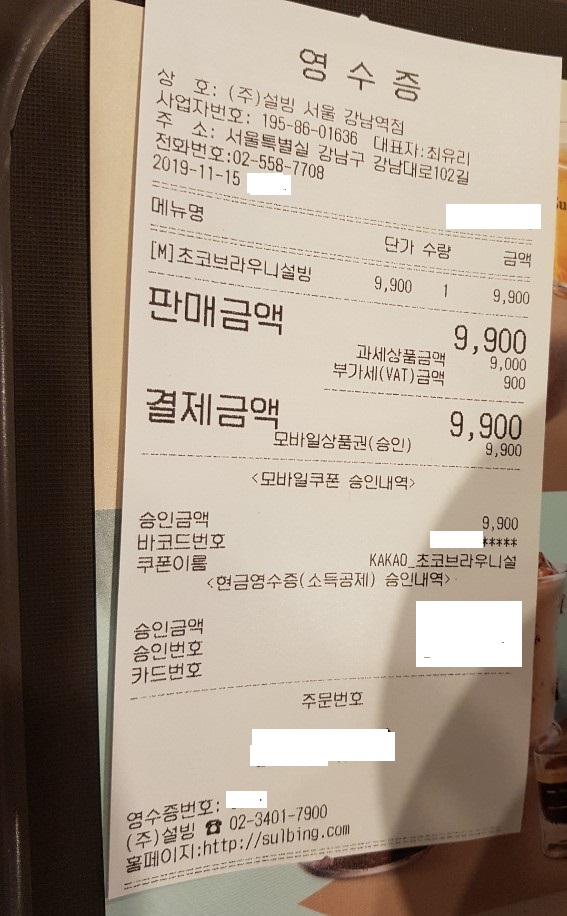 영 수 증
상 호: (주)설빙 서울 강남역점
사업자번호: 195-86-01636 대표자:최유리
주 소: 서울특별실 강남구 강남대로102길
전화번호:02-558-7708
2019-11-15
메뉴명 단가 수량 금액
[M]초코브라우니설빙 9,900 1 9,900
판매금액 9,900
과세상품금액 9,000
부가세(VAT)금액 900
결제금액 9,900
모바일상품권(승인) 9,900
<모바일쿠폰 승인내역>
승인금액 9,900
바코드번호 *****
쿠폰이름 KAKAO_초코브라우니설
<현금영수증(소득공제) 승인내역>
승인금액
승인번호
카드번호
주문번호
영수증번호:
(주)설빙 ☎ 02-3401-7900
홈페이지:http://sulbing.com